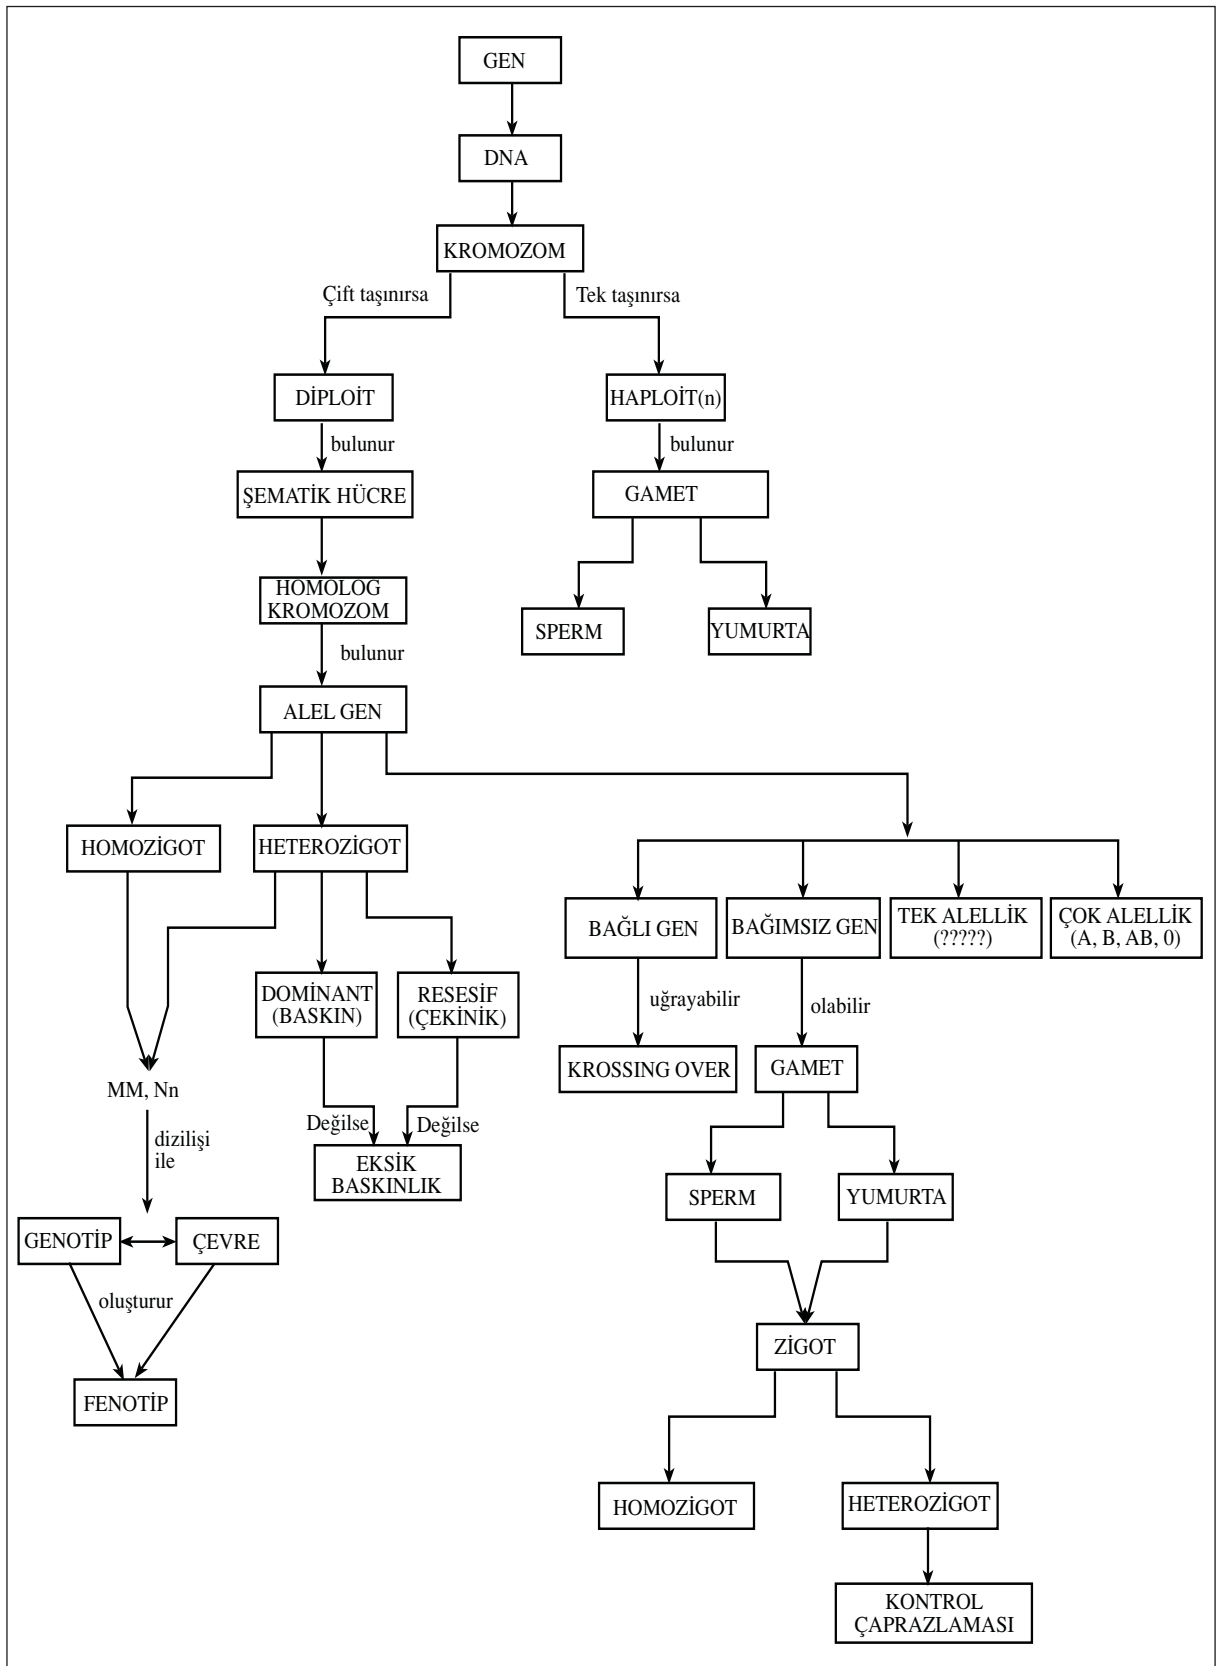 GEN
DNA
KROMOZOM
Çift taşınırsa
Tek taşınırsa
DİPLOİT
HAPLOİT(n)
bulunur
bulunur
ŞEMATİK HÜCRE
GAMET
HOMOLOG
KROMOZOM
SPERM
YUMURTA
bulunur
ALEL GEN
HOMOZİGOT
HETEROZİGOT
BAĞLI GEN
BAĞIMSIZ GEN
TEK ALELLİK
(?????)
ÇOK ALELLİK
(A, B, AB, 0)
DOMİNANT
(BASKIN)
RESESİF
(ÇEKİNİK)
uğrayabilir
olabilir
KROSSING OVER
GAMET
MM, Nn
Değilse
Değilse
dizilişi
ile
EKSİK
BASKINLIK
SPERM
YUMURTA
GENOTİP
ÇEVRE
oluşturur
ZİGOT
FENOTİP
HOMOZİGOT
HETEROZİGOT
KONTROL
ÇAPRAZLAMASI